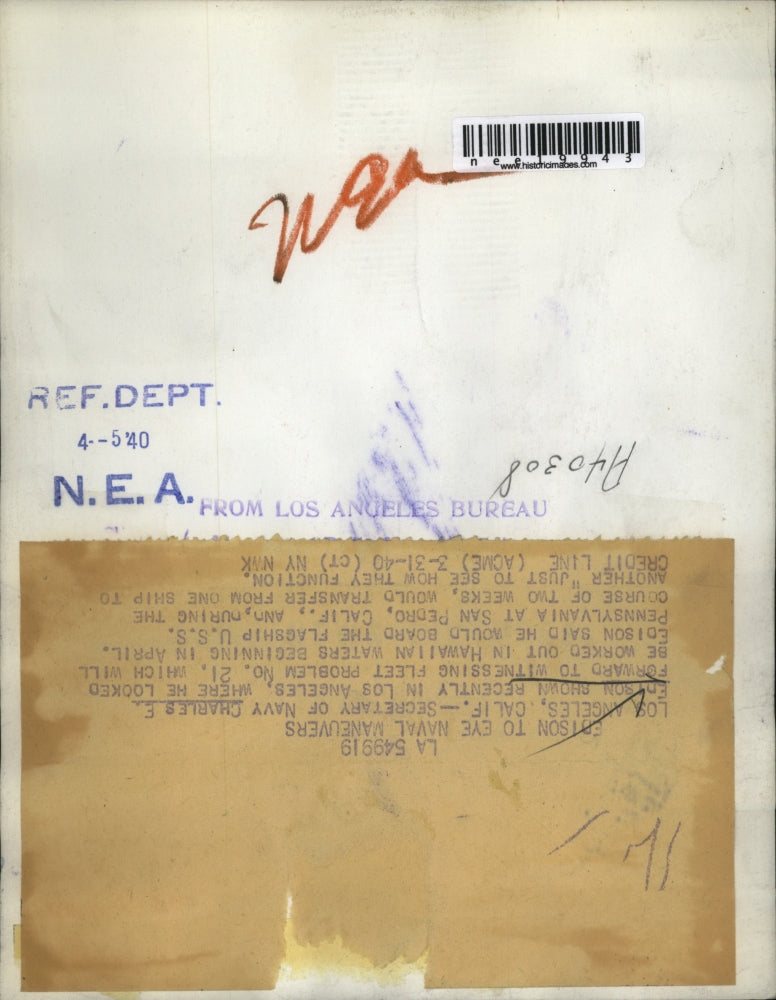 nea
nee19943
www.historicimages.com
REF.DEPT.
4--5'40
N.E.A.
FROM LOS ANGELES BUREAU
A40308
LA 549919
EDISON TO EYE NAVAL MANEUVERS
LOS ANGELES, CALIF.—SECRETARY OF NAVY CHARLES E.
EDISON SHOWN RECENTLY IN LOS ANGELES, WHERE HE LOOKED
FORWARD TO WITNESSING FLEET PROBLEM NO. 21, WHICH WILL
BE WORKED OUT IN HAWAIIAN WATERS BEGINNING IN APRIL.
EDISON SAID HE WOULD BOARD THE FLAGSHIP U.S.S.
PENNSYLVANIA AT SAN PEDRO, CALIF., AND, DURING THE
COURSE OF TWO WEEKS, WOULD TRANSFER FROM ONE SHIP TO
ANOTHER "JUST TO SEE HOW THEY FUNCTION.
CREDIT LINE (ACME) 3-31-40 (CT) NY NWK